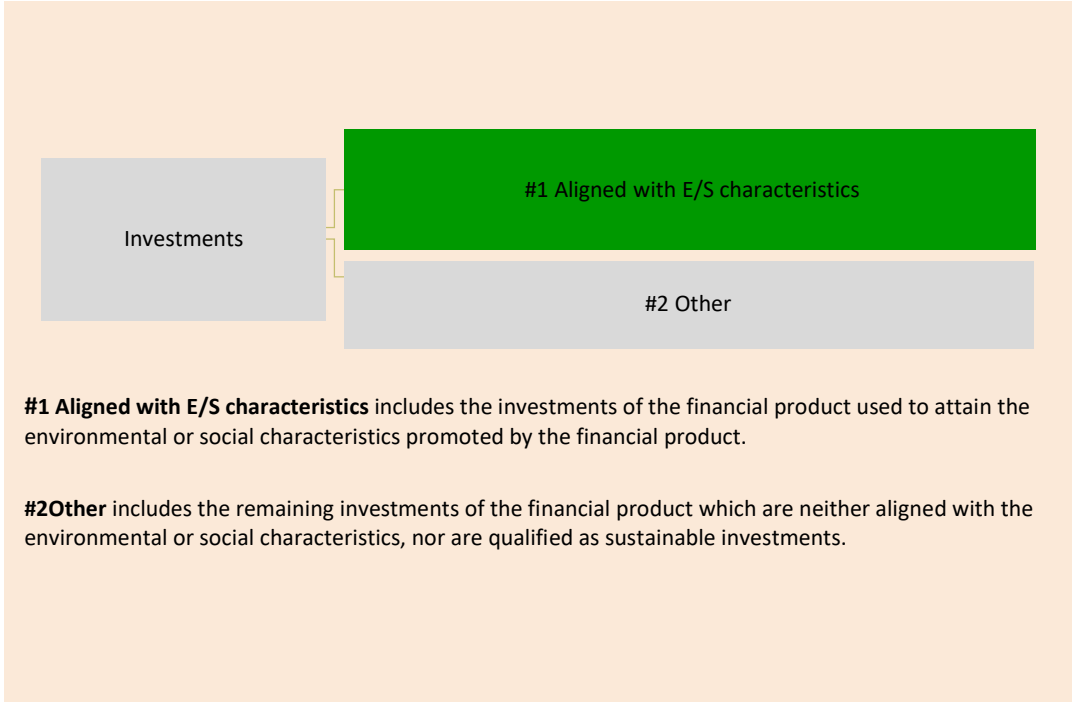 #1 Aligned with E/S characteristics
Investments
#2 Other
#1 Aligned with E/S characteristics includes the investments of the financial product used to attain the
environmental or social characteristics promoted by the financial product.
#2Other includes the remaining investments of the financial product which are neither aligned with the
environmental or social characteristics, nor are qualified as sustainable investments.